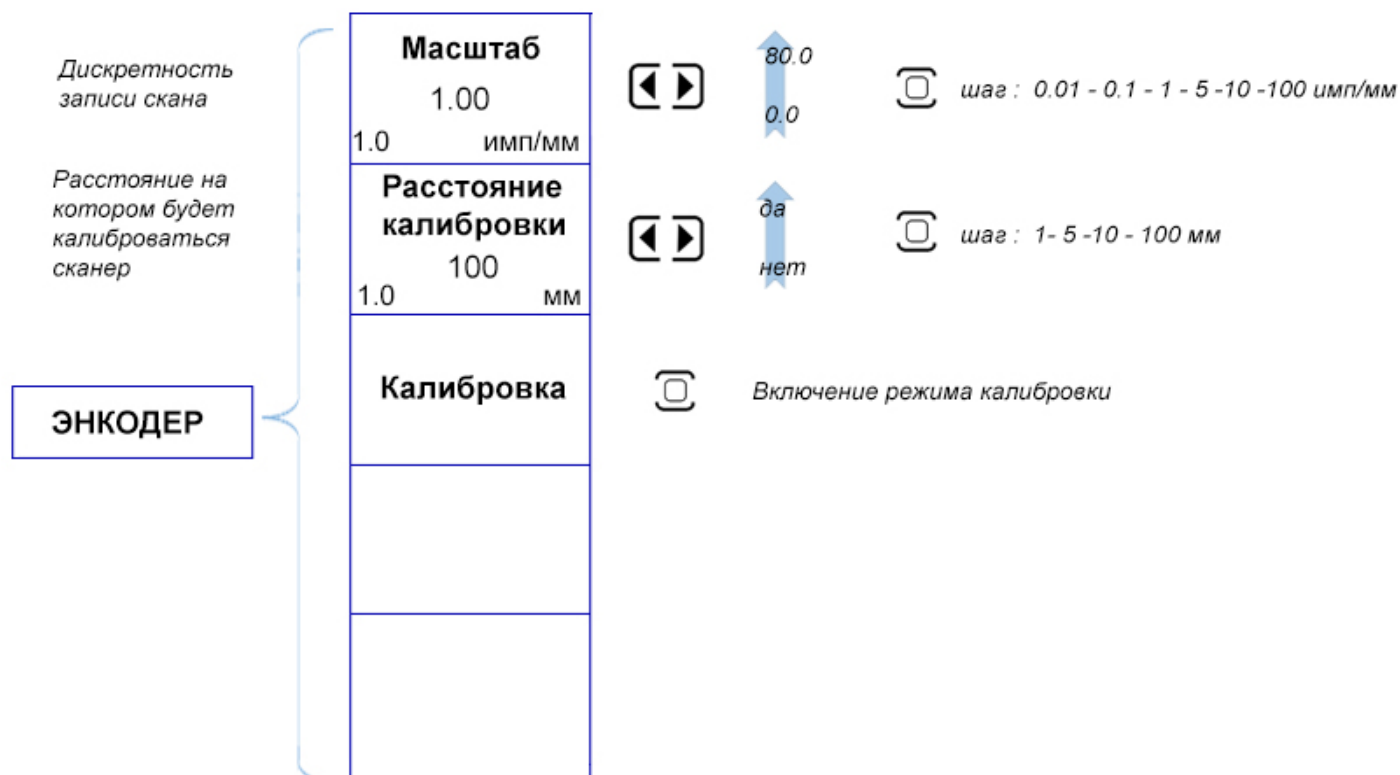 Дискретность
записи скана
Масштаб
1.00
1.0 имп/мм
80.0
0.0
шаг : 0.01 - 0.1 - 1 - 5 -10 -100 имп/мм
Расстояние на
котором будет
калиброваться
сканер
Расстояние
калибровки
100
1.0 мм
да
нет
шаг : 1- 5 -10 - 100 мм
ЭНКОДЕР
Калибровка
Включение режима калибровки